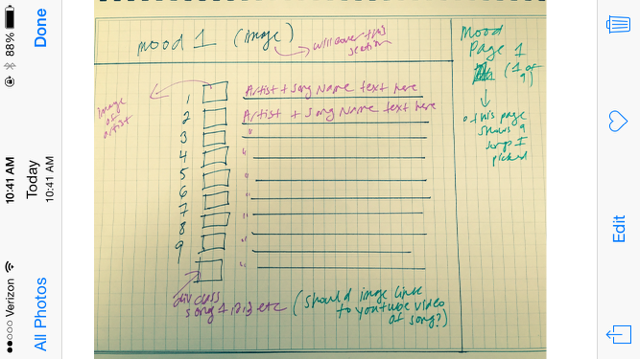 Done
88%
10:41 AM
Today
10:41 AM
Verizon
All Photos
Edit
mood 1 (image)
will cover this
section
Mood
Page 1
(1 of
9)
this page
shows 9
songs I
picked
Image
of
artist
1 Artist + Song Name text here
2 Artist + Song Name text here
3 "
4 "
5 "
6 "
7 "
8 "
9 "
"
div class
song 1 pic etc
(Should image link
to youtube video
of song?)